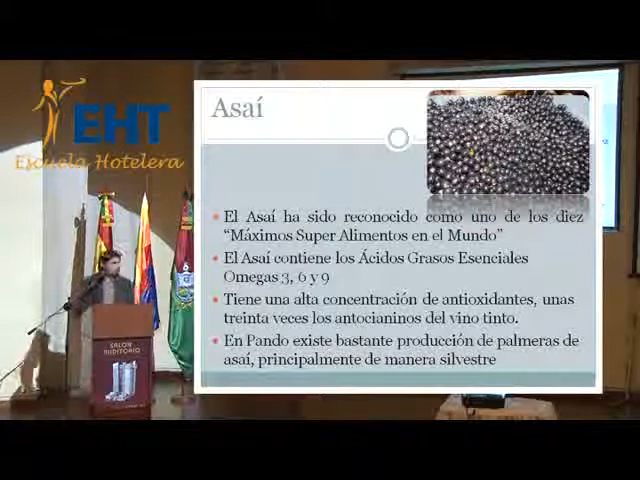 Asaí
EHT
Escuela Hotelera
El Asaí ha sido reconocido como uno de los diez
“Máximos Super Alimentos en el Mundo”
El Asaí contiene los Ácidos Grasos Esenciales
Omegas 3, 6 y 9
Tiene una alta concentración de antioxidantes, unas
treinta veces los antocianinos del vino tinto.
En Pando existe bastante producción de palmeras de
asaí, principalmente de manera silvestre
SALON
AUDITORIO